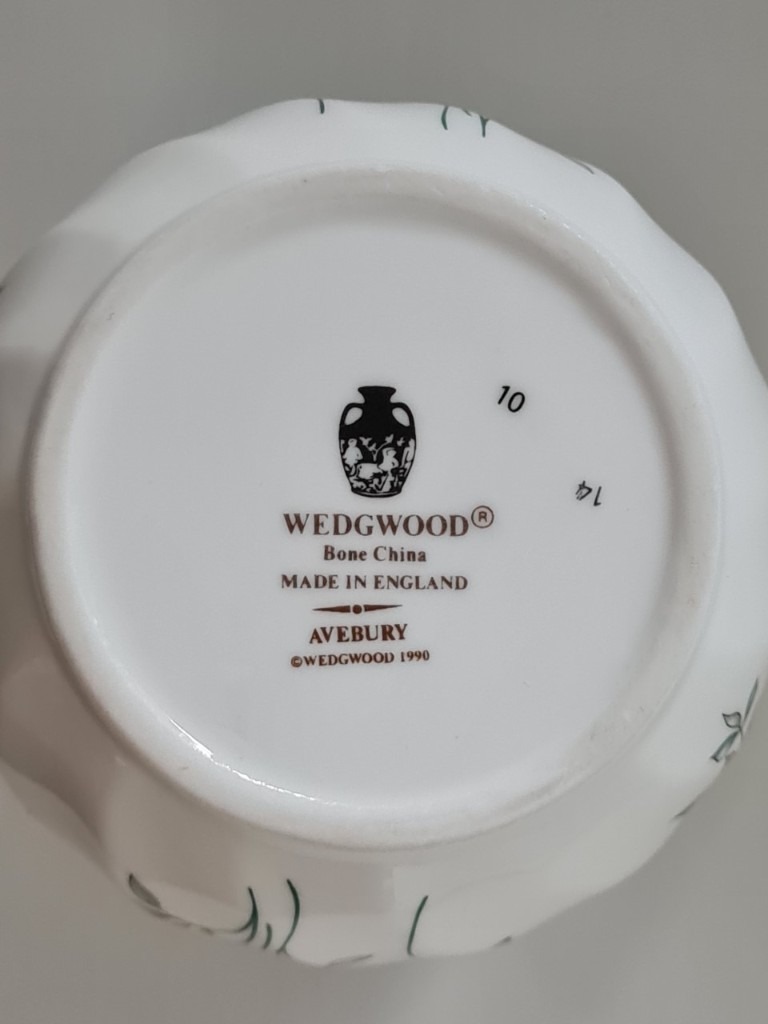 10
14
WEDGWOOD®
Bone China
MADE IN ENGLAND
AVEBURY
©WEDGWOOD 1990